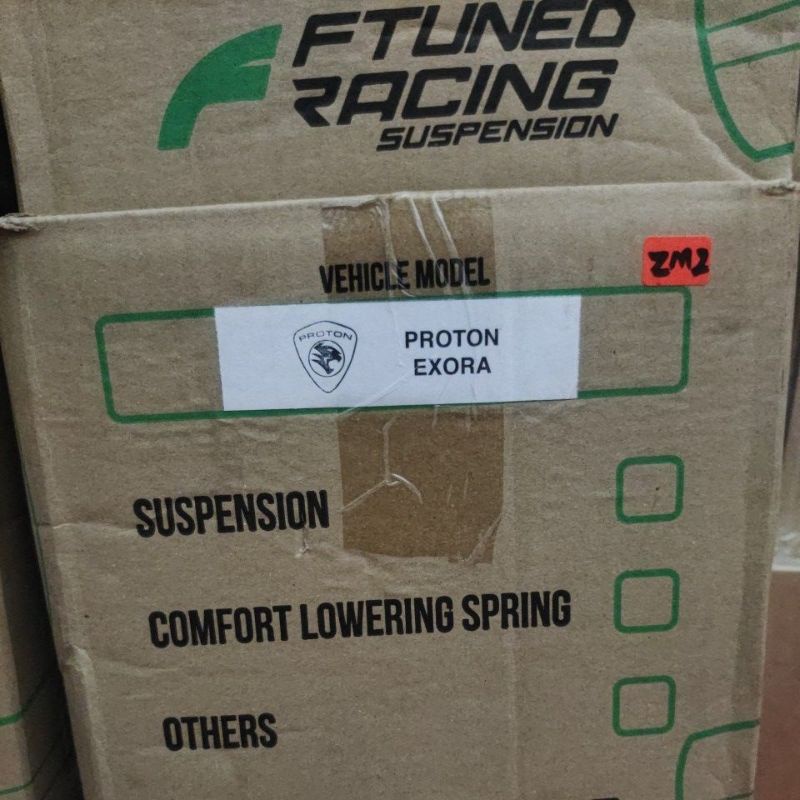 FTUNED
RACING
SUSPENSION
VEHICLE MODEL
ZM2
PROTON
PROTON
EXORA
SUSPENSION
COMFORT LOWERING SPRING
OTHERS